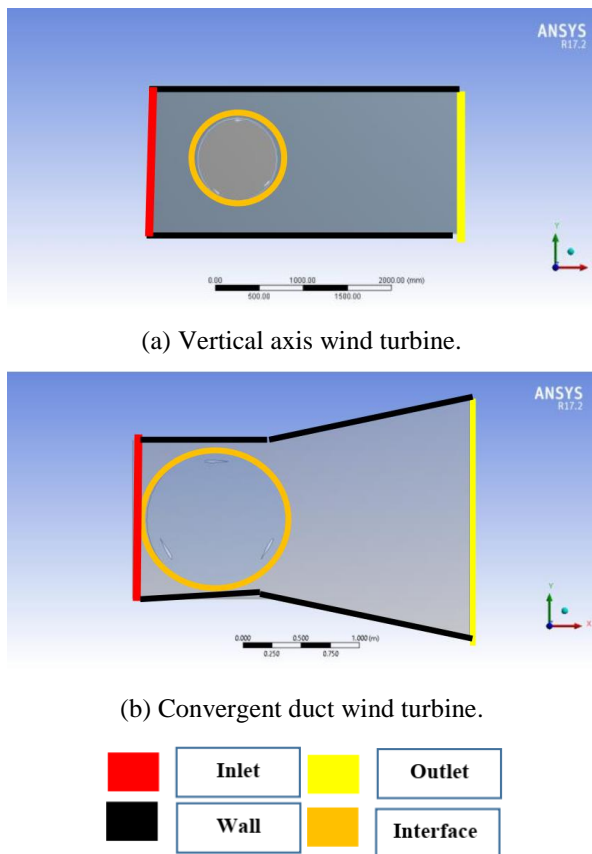 ANSYS
R17.2
Y
0.00 1000.00 2000.00 (mm)
500.00 1500.00
(a) Vertical axis wind turbine.
ANSYS
R17.2
Y
X
0.000 0.500 1.000 (m)
0.250 0.750
(b) Convergent duct wind turbine.
Inlet Outlet
Wall Interface